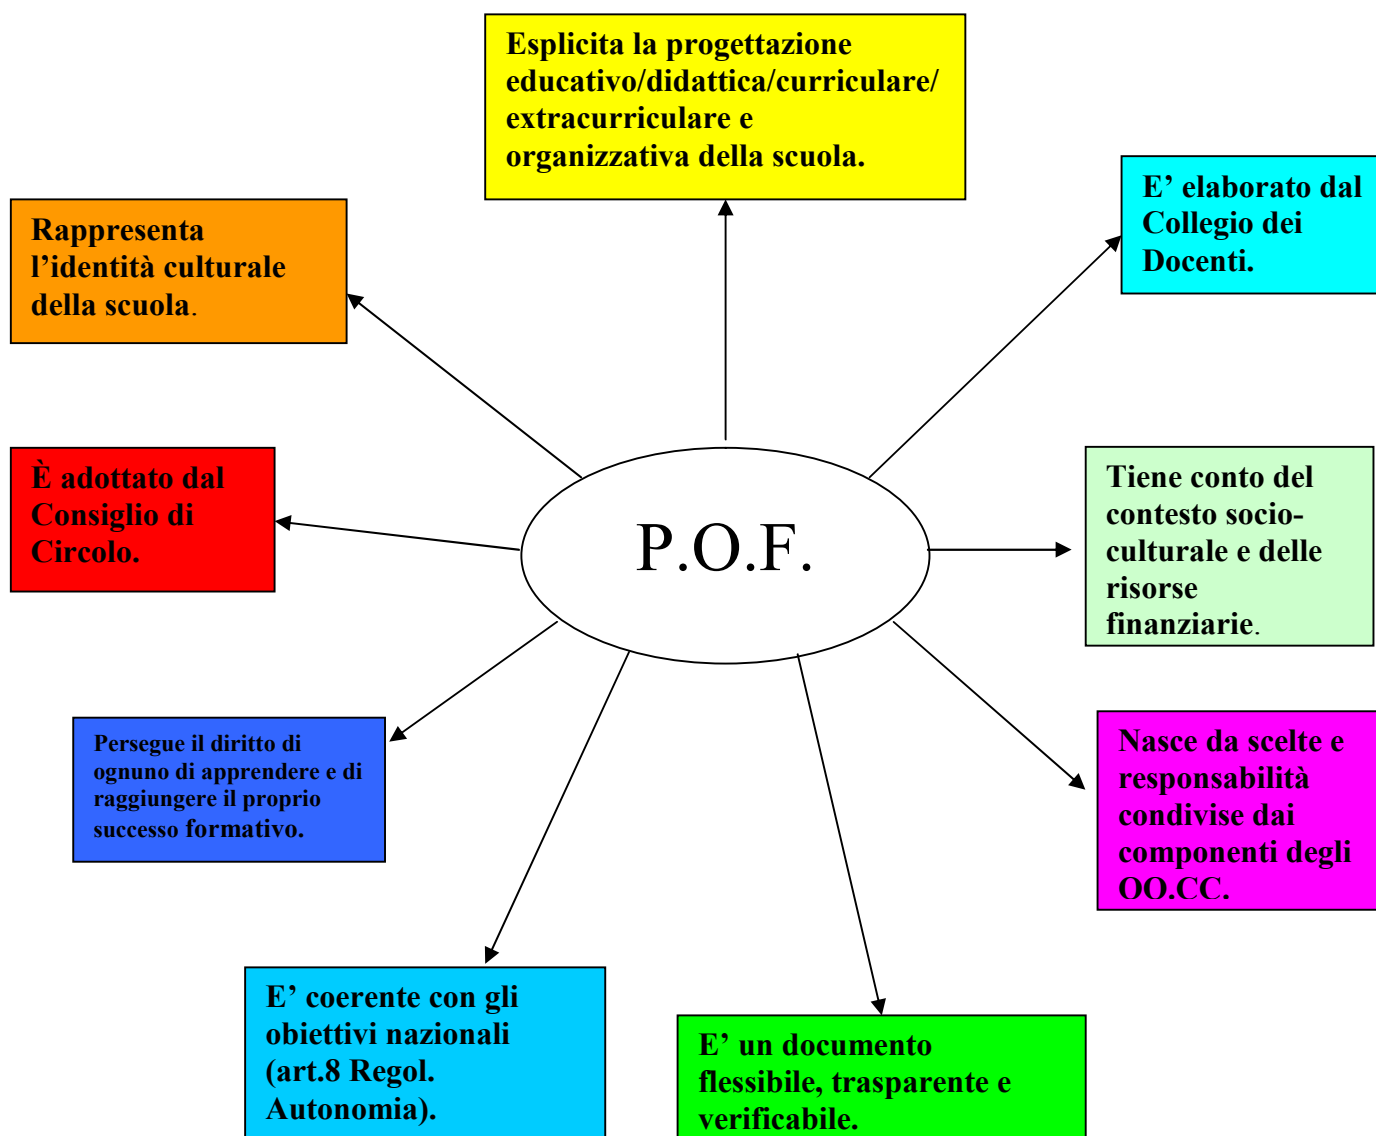 Esplicita la progettazione
educativo/didattica/curriculare/
extracurriculare e
organizzativa della scuola.
E’ elaborato dal
Collegio dei
Docenti.
Rappresenta
l’identità culturale
della scuola.
È adottato dal
Consiglio di
Circolo.
P.O.F.
Tiene conto del
contesto socio-
culturale e delle
risorse
finanziarie.
Persegue il diritto di
ognuno di apprendere e di
raggiungere il proprio
successo formativo.
Nasce da scelte e
responsabilità
condivise dai
componenti degli
OO.CC.
E’ coerente con gli
obiettivi nazionali
(art.8 Regol.
Autonomia).
E’ un documento
flessibile, trasparente e
verificabile.